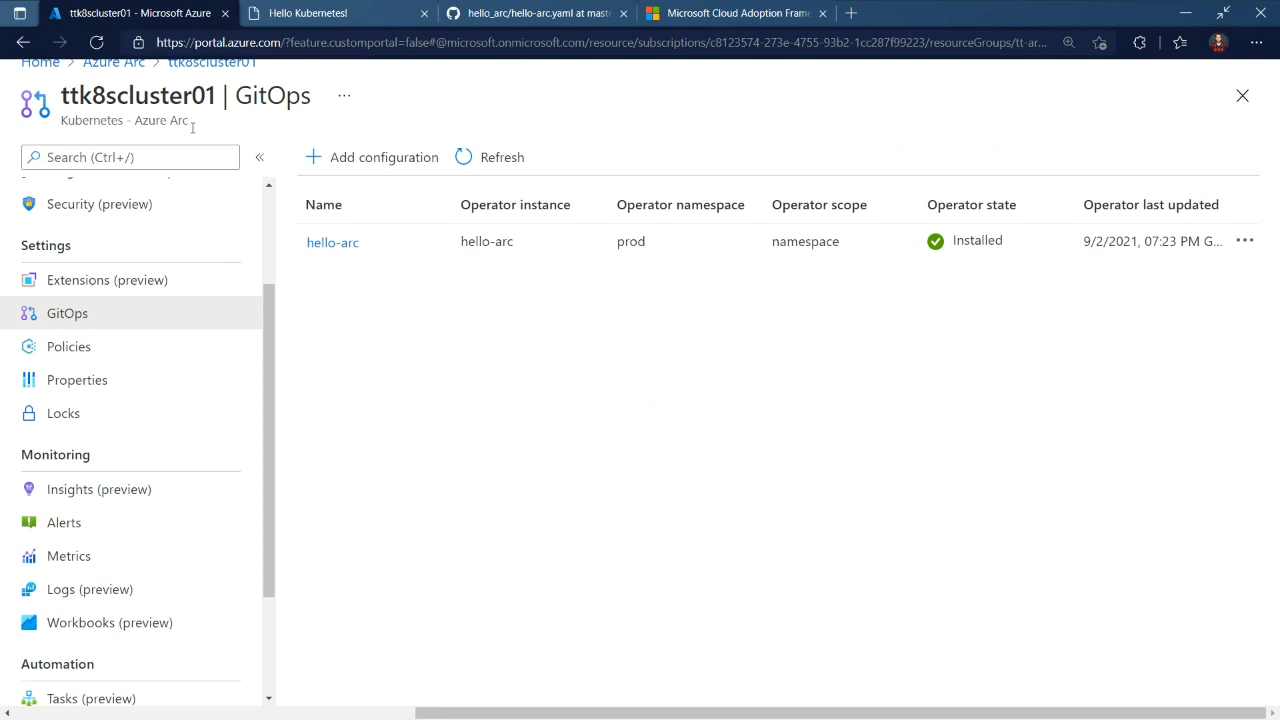 ttk8scluster01 - Microsoft Azure
Hello Kubernetes!
hello_arc/hello-arc.yaml at maste
Microsoft Cloud Adoption Frame
https://portal.azure.com/?feature.customportal=false#@microsoft.onmicrosoft.com/resource/subscriptions/c8123574-273e-4755-93b2-1cc287f99223/resourceGroups/tt-ar...
Home > Azure Arc > ttk8scluster01
ttk8scluster01 | GitOps ...
Kubernetes - Azure Arc
Search (Ctrl+/)
«
Add configuration
Refresh
Security (preview)
Settings
Extensions (preview)
GitOps
Policies
Properties
Locks
Monitoring
Insights (preview)
Alerts
Metrics
Logs (preview)
Workbooks (preview)
Automation
Tasks (preview)
Name Operator instance Operator namespace Operator scope Operator state Operator last updated
hello-arc hello-arc prod namespace Installed 9/2/2021, 07:23 PM G... ...